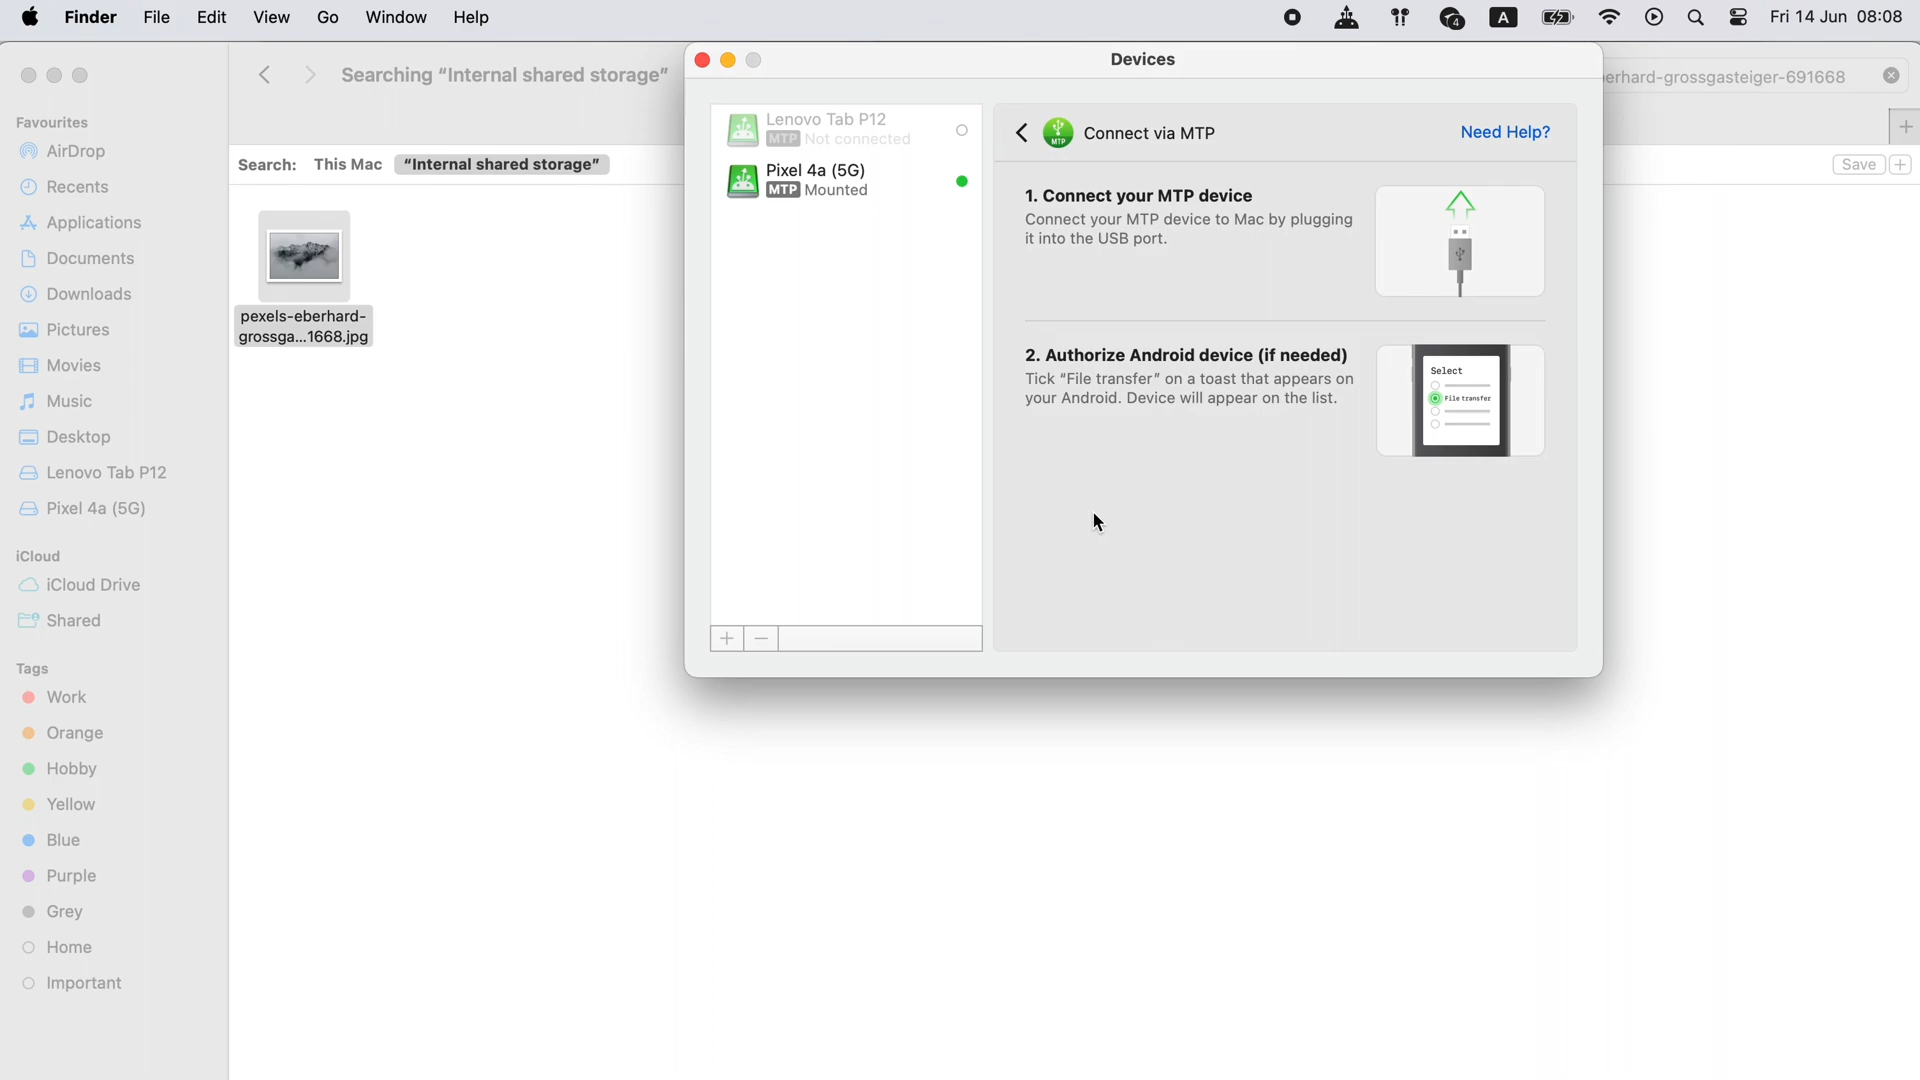 Finder File Edit View Go Window Help
4 A Fri 14 Jun 08:08
Searching “Internal shared storage”
erhard-grossgasteiger-691668
Search: This Mac “Internal shared storage”
Save
Favourites
AirDrop
Recents
Applications
Documents
Downloads
Pictures
Movies
Music
Desktop
Lenovo Tab P12
Pixel 4a (5G)
iCloud
iCloud Drive
Shared
Tags
Work
Orange
Hobby
Yellow
Blue
Purple
Grey
Home
Important
pexels-eberhard-
grossga...1668.jpg
Devices
Lenovo Tab P12
MTP Not connected
Pixel 4a (5G)
MTP Mounted
MTP Connect via MTP
Need Help?
1. Connect your MTP device
Connect your MTP device to Mac by plugging
it into the USB port.
2. Authorize Android device (if needed)
Tick “File transfer” on a toast that appears on
your Android. Device will appear on the list.
Select
File transfer